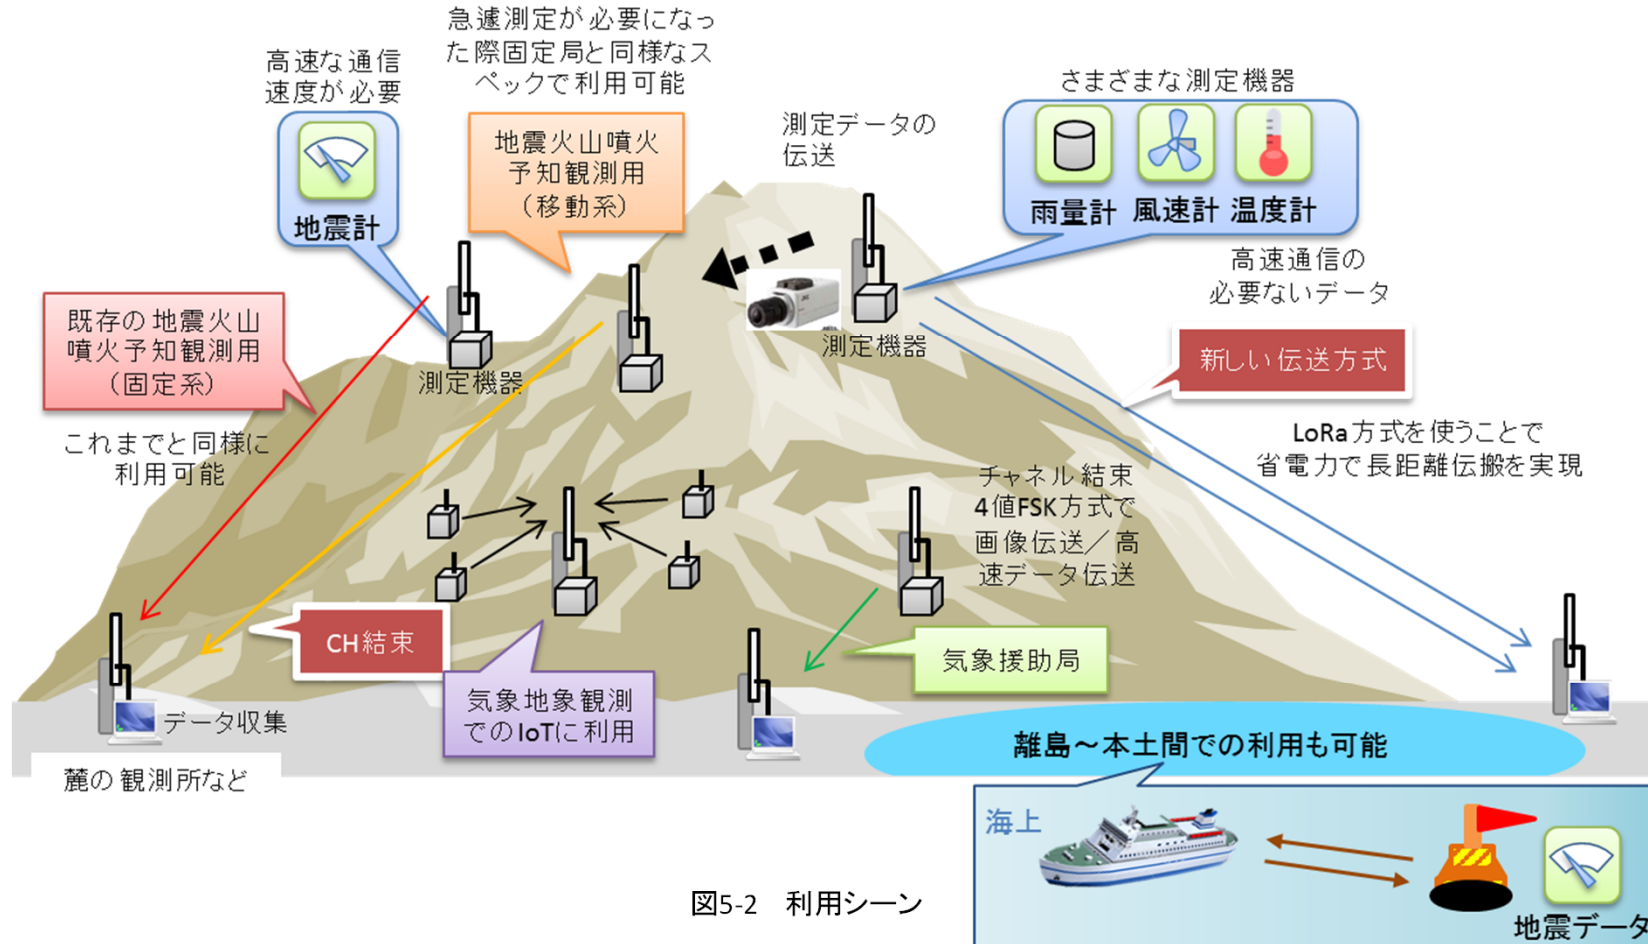 急遽測定が必要になっ
た際固定局と同様なス
ペックで利用可能
高速な通信
速度が必要
地震計
地震火山噴火
予知観測用
（移動系）
測定データの
伝送
さまざまな測定機器
雨量計 風速計 温度計
高速通信の
必要ないデータ
既存の地震火山
噴火予知観測用
（固定系）
測定機器
測定機器
新しい伝送方式
これまでと同様に
利用可能
LoRa方式を使うことで
省電力で長距離伝搬を実現
チャネル結束
4値FSK方式で
画像伝送／高
速データ伝送
CH結束
気象援助局
気象地象観測
でのIoTに利用
データ収集
麓の観測所など
離島～本土間での利用も可能
海上
地震データ
図5-2　利用シーン